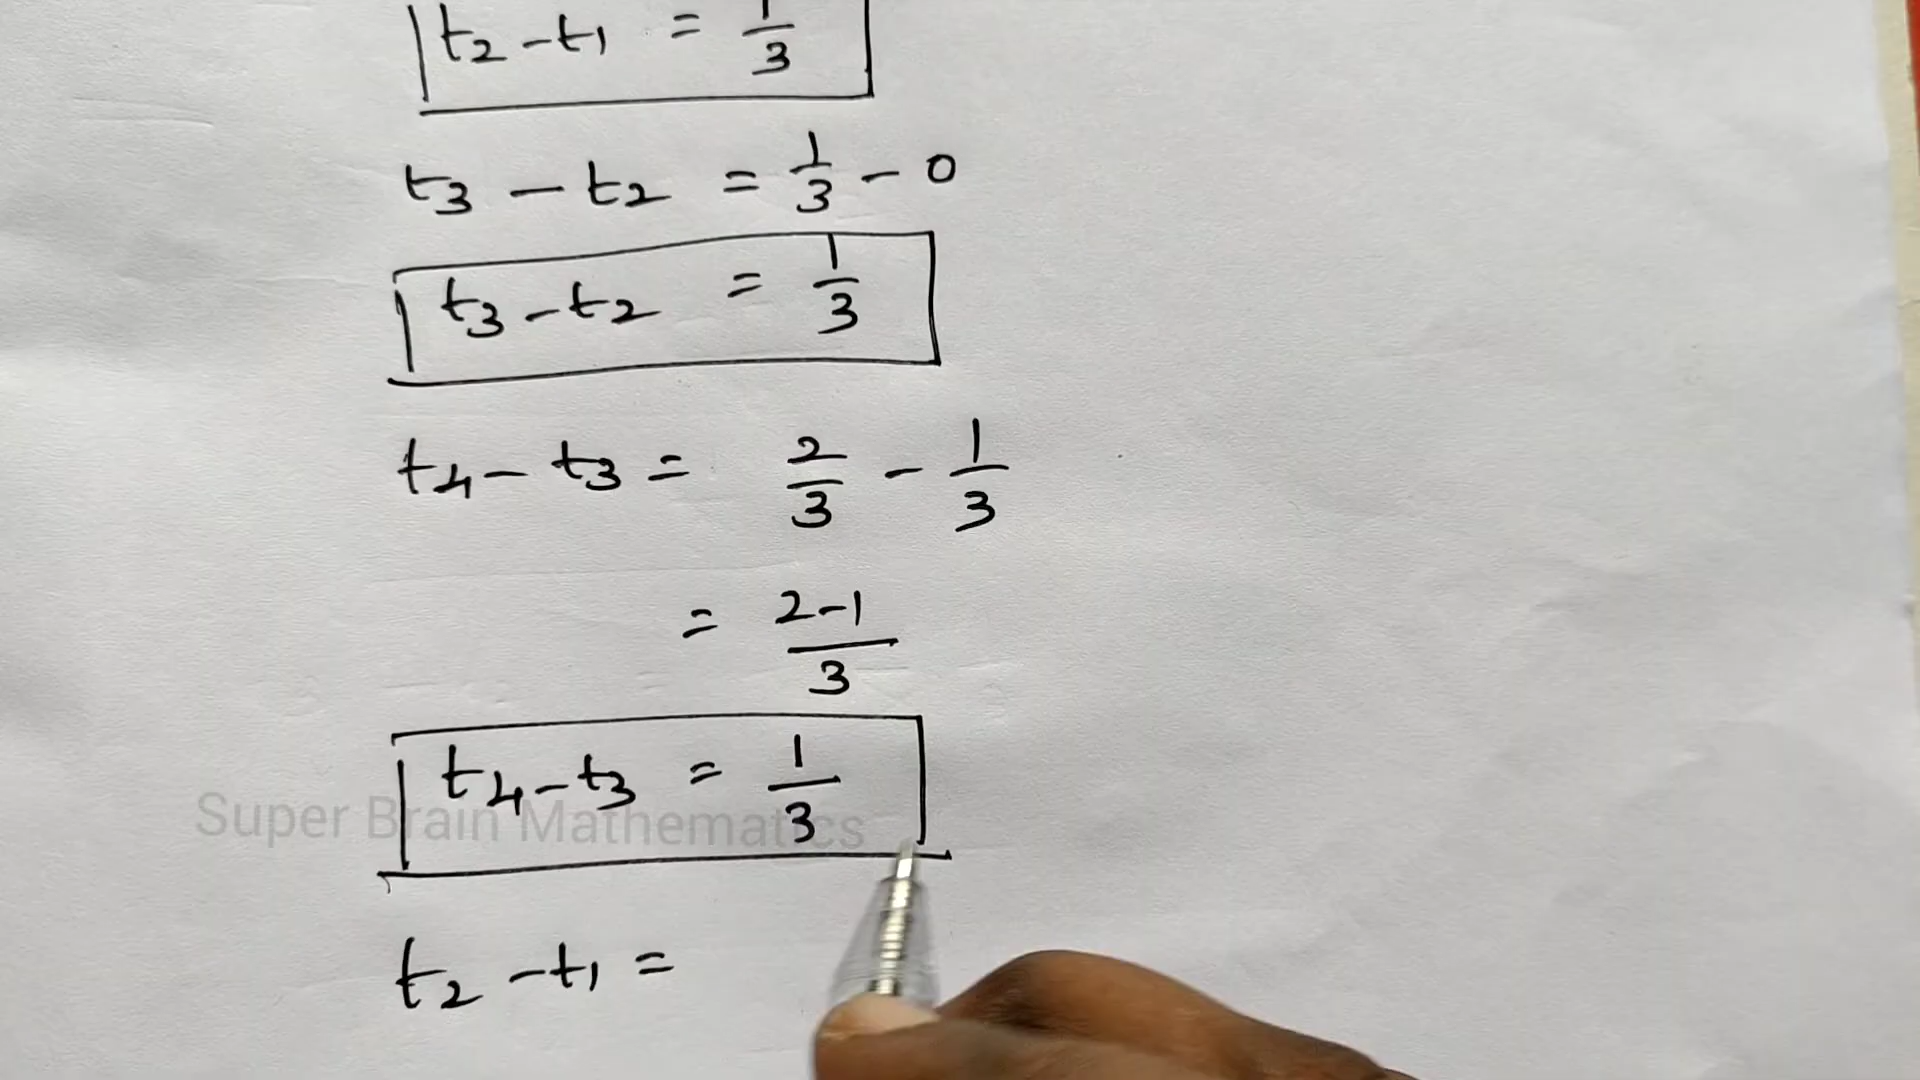 t2 - t1 = 1/3
t3 - t2 = 1/3 - 0
t3 - t2 = 1/3
t4 - t3 = 2/3 - 1/3
= 2-1/3
t4 - t3 = 1/3
Super Brain Mathematics
t2 - t1 =